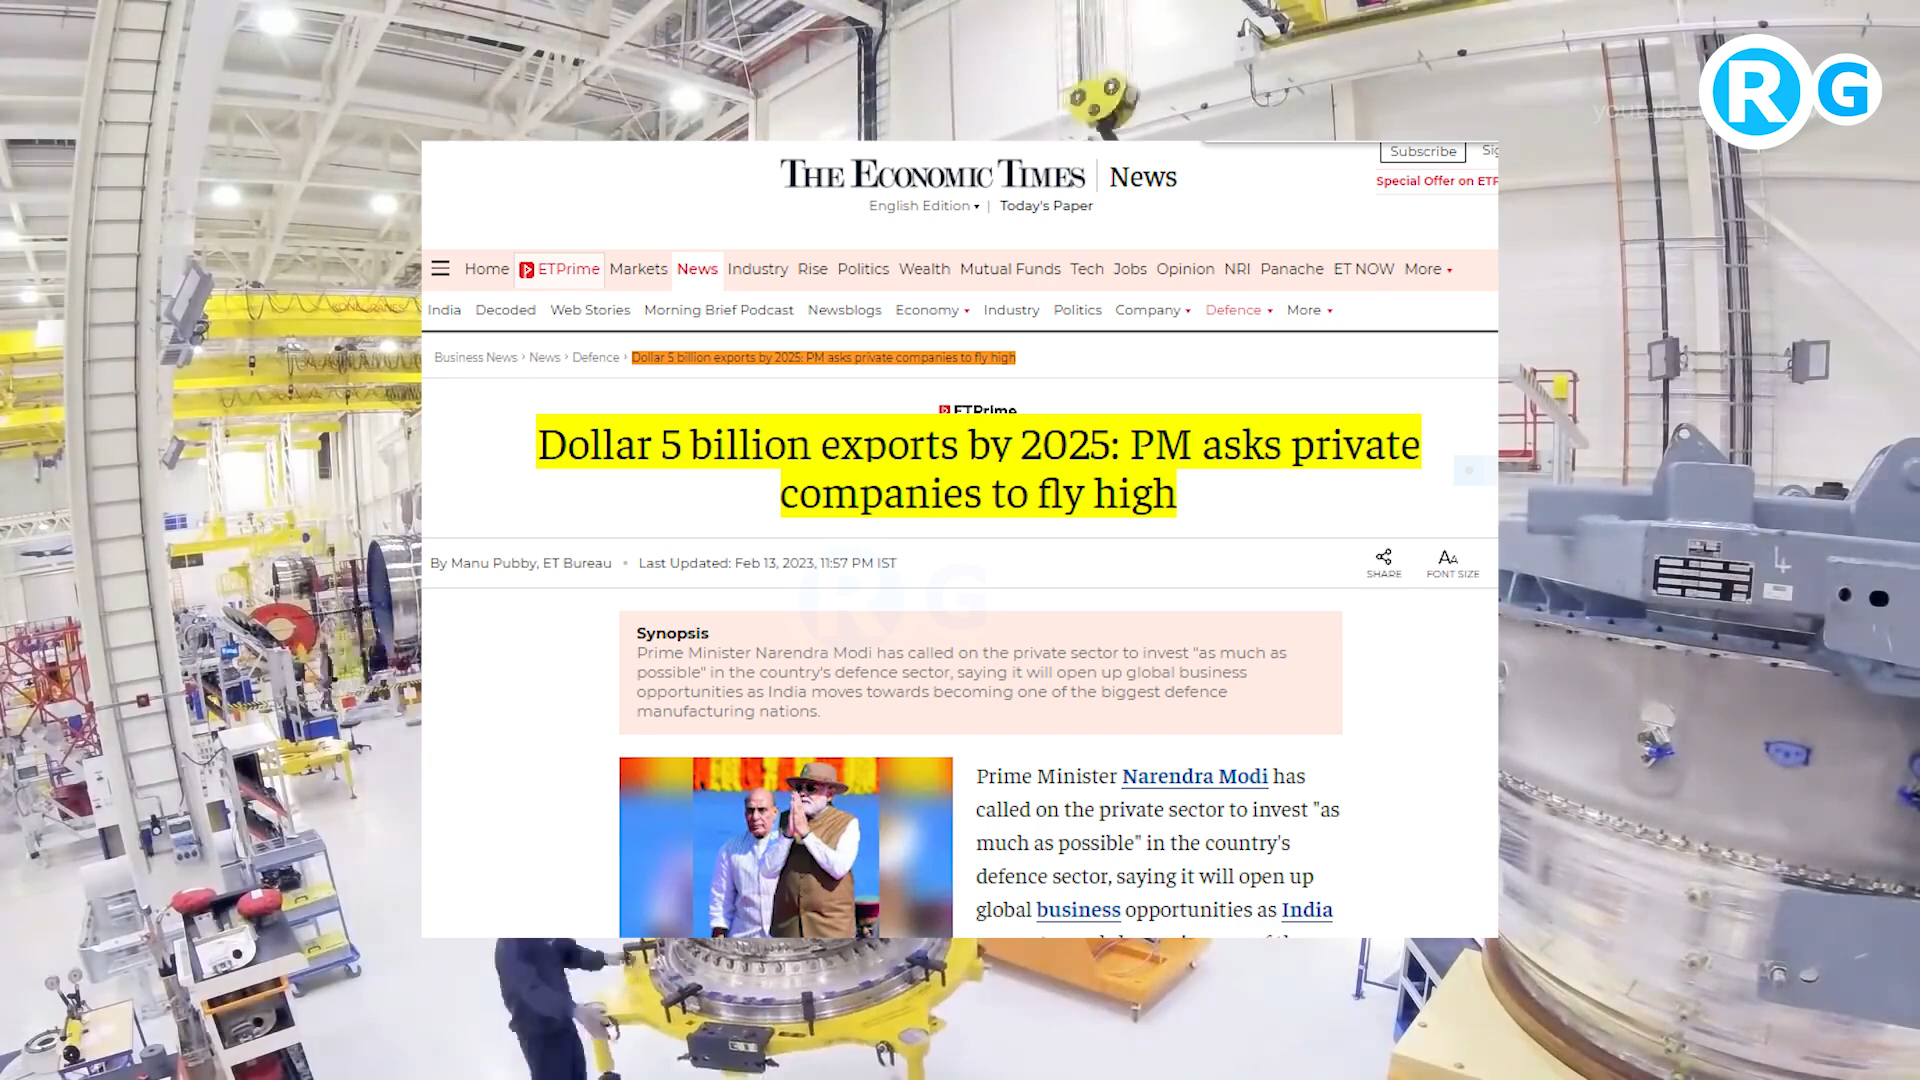 R G
THE ECONOMIC TIMES | News
Subscribe
Special Offer on ETP
English Edition | Today's Paper
Home ETPrime Markets News Industry Rise Politics Wealth Mutual Funds Tech Jobs Opinion NRI Panache ET NOW More
India Decoded Web Stories Morning Brief Podcast Newsblogs Economy Industry Politics Company Defence More
Business News › News › Defence › Dollar 5 billion exports by 2025: PM asks private companies to fly high
ETPrime
Dollar 5 billion exports by 2025: PM asks private
companies to fly high
By Manu Pubby, ET Bureau • Last Updated: Feb 13, 2023, 11:57 PM IST
SHARE FONT SIZE
R G
Synopsis
Prime Minister Narendra Modi has called on the private sector to invest "as much as
possible" in the country's defence sector, saying it will open up global business
opportunities as India moves towards becoming one of the biggest defence
manufacturing nations.
Prime Minister Narendra Modi has
called on the private sector to invest "as
much as possible" in the country's
defence sector, saying it will open up
global business opportunities as India
4